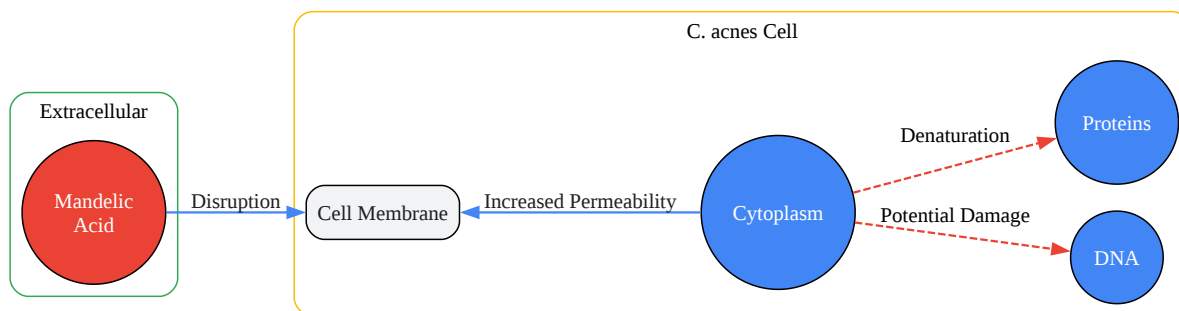 C. acnes Cell
Extracellular
Mandelic
Acid
Disruption
Cell Membrane
Increased Permeability
Cytoplasm
Denaturation
Potential Damage
Proteins
DNA